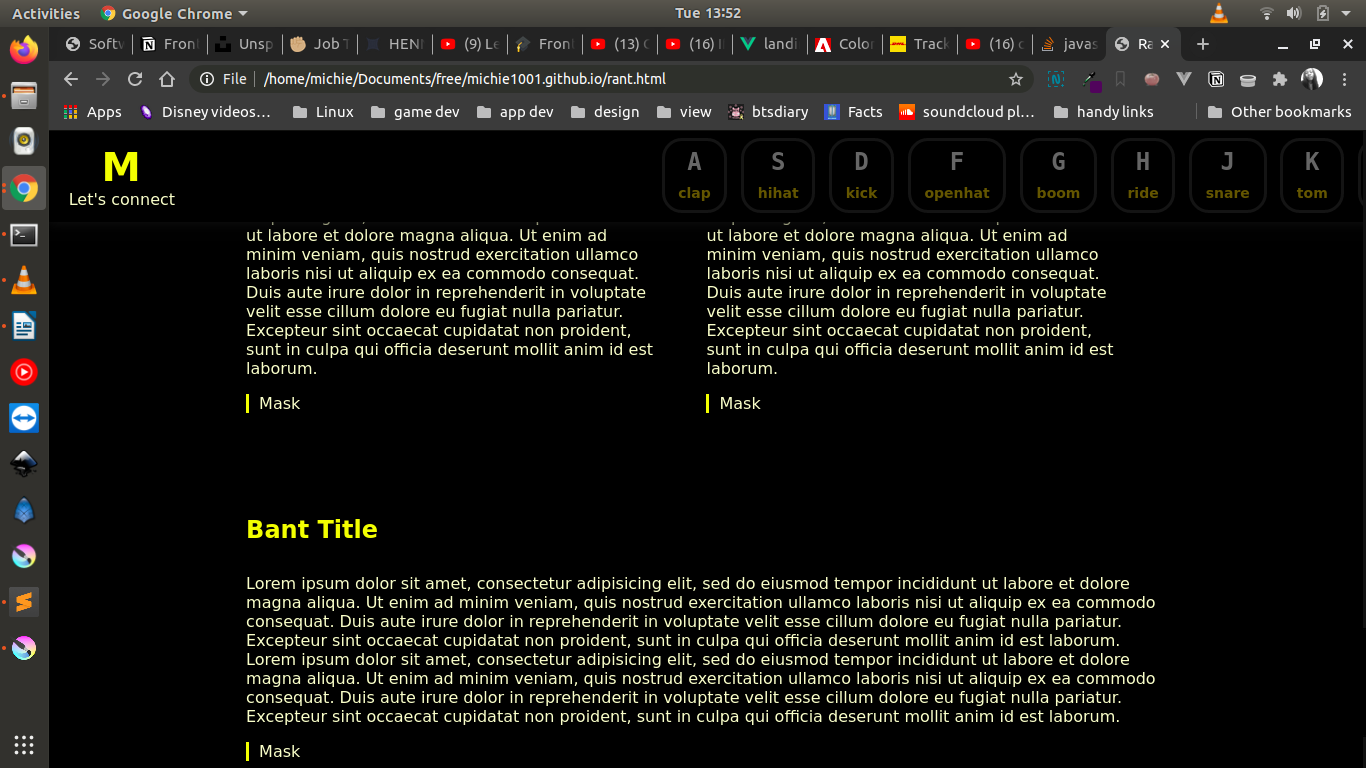 Activities
Google Chrome
Tue 13:52
Softw
Front
Unsp
Job T
HENN
(9) Le
Front
(13) C
(16) I
landi
Color
Track
(16) c
javas
Ra
File
/home/michie/Documents/free/michie1001.github.io/rant.html
Apps
Disney videos...
Linux
game dev
app dev
design
view
btsdiary
Facts
soundcloud pl...
handy links
Other bookmarks
M
Let's connect
A
clap
S
hihat
D
kick
F
openhat
G
boom
H
ride
J
snare
K
tom
ut labore et dolore magna aliqua. Ut enim ad
minim veniam, quis nostrud exercitation ullamco
laboris nisi ut aliquip ex ea commodo consequat.
Duis aute irure dolor in reprehenderit in voluptate
velit esse cillum dolore eu fugiat nulla pariatur.
Excepteur sint occaecat cupidatat non proident,
sunt in culpa qui officia deserunt mollit anim id est
laborum.
Mask
ut labore et dolore magna aliqua. Ut enim ad
minim veniam, quis nostrud exercitation ullamco
laboris nisi ut aliquip ex ea commodo consequat.
Duis aute irure dolor in reprehenderit in voluptate
velit esse cillum dolore eu fugiat nulla pariatur.
Excepteur sint occaecat cupidatat non proident,
sunt in culpa qui officia deserunt mollit anim id est
laborum.
Mask
Bant Title
Lorem ipsum dolor sit amet, consectetur adipisicing elit, sed do eiusmod tempor incididunt ut labore et dolore
magna aliqua. Ut enim ad minim veniam, quis nostrud exercitation ullamco laboris nisi ut aliquip ex ea commodo
consequat. Duis aute irure dolor in reprehenderit in voluptate velit esse cillum dolore eu fugiat nulla pariatur.
Excepteur sint occaecat cupidatat non proident, sunt in culpa qui officia deserunt mollit anim id est laborum.
Lorem ipsum dolor sit amet, consectetur adipisicing elit, sed do eiusmod tempor incididunt ut labore et dolore
magna aliqua. Ut enim ad minim veniam, quis nostrud exercitation ullamco laboris nisi ut aliquip ex ea commodo
consequat. Duis aute irure dolor in reprehenderit in voluptate velit esse cillum dolore eu fugiat nulla pariatur.
Excepteur sint occaecat cupidatat non proident, sunt in culpa qui officia deserunt mollit anim id est laborum.
Mask